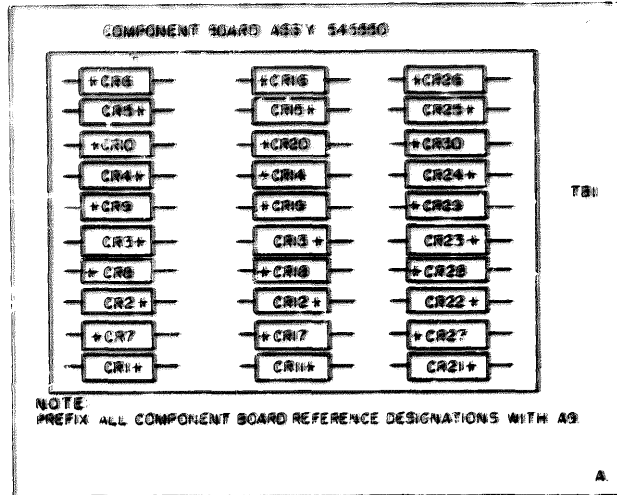 COMPONENT BOARD ASSY 545550
*CR6 *CR16 *CR26
CR5* CR15* CR25*
*CR10 *CR20 *CR30
CR4* *CR14 CR24*
*CR9 *CR19 *CR29
CR3* CR13* CR23*
*CR8 *CR18 *CR28
CR2* CR12* CR22*
*CR7 *CR17 *CR27
CR11* CR21*
TB11
NOTE:
PREFIX ALL COMPONENT BOARD REFERENCE DESIGNATIONS WITH A9.
A.